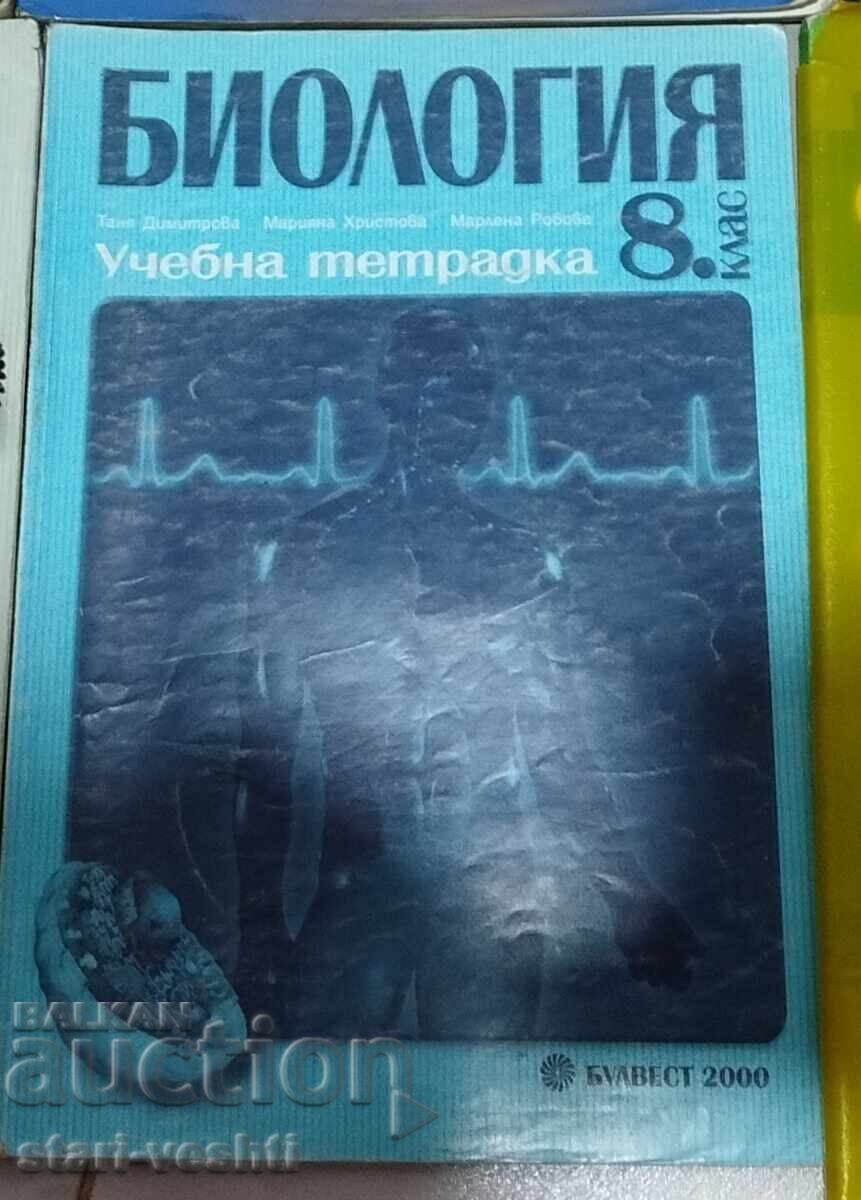 БИОЛОГИЯ
Таня Димитрова Марияна Христова Марлена Робова
Учебна тетрадка 8. клас
БУЛВЕСТ 2000
BALKAN
auction
stari-veshti